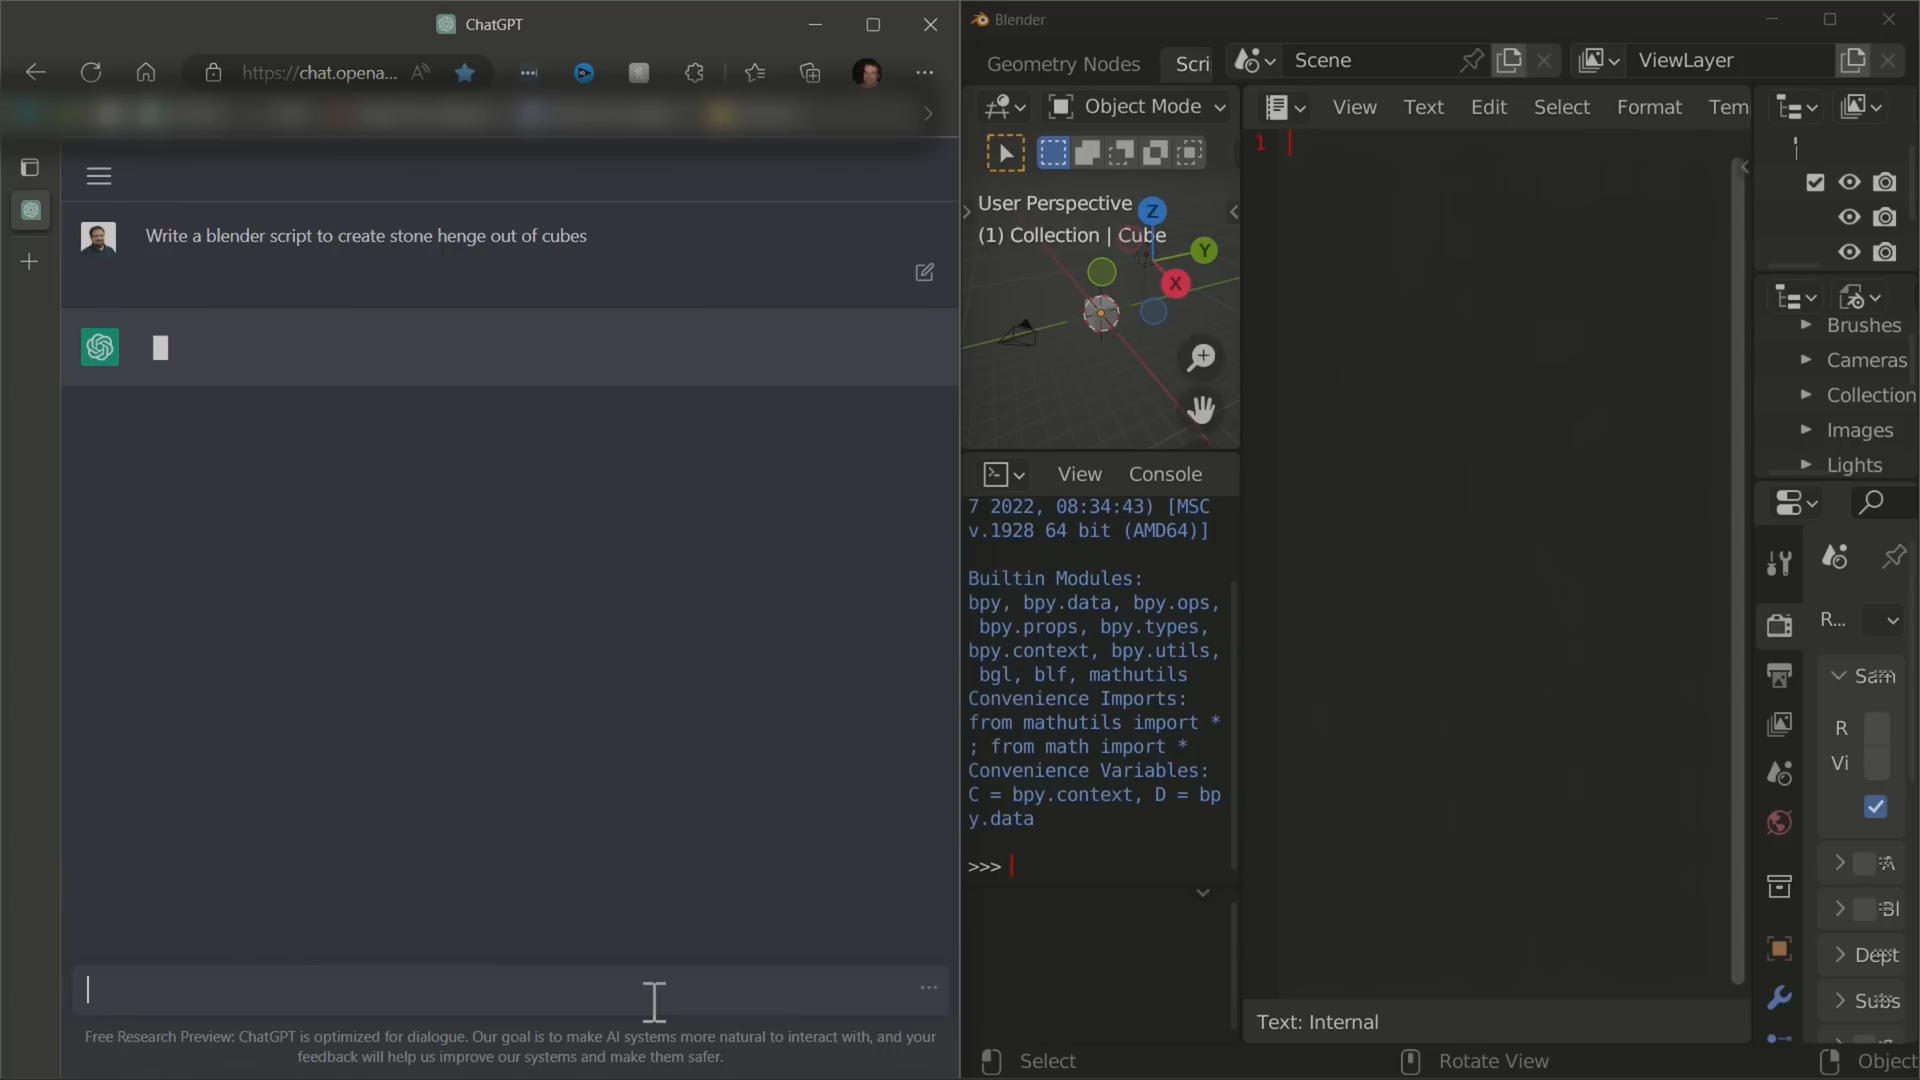 ChatGPT
https://chat.opena...
Write a blender script to create stone henge out of cubes
Free Research Preview: ChatGPT is optimized for dialogue. Our goal is to make AI systems more natural to interact with, and your
feedback will help us improve our systems and make them safer.
Blender
Geometry Nodes
Scri
Scene
ViewLayer
Object Mode
View Text Edit Select Format Tem
1
User Perspective
(1) Collection | Cube
Z
Y
X
View Console
7 2022, 08:34:43) [MSC
v.1928 64 bit (AMD64)]
Builtin Modules:
bpy, bpy.data, bpy.ops,
bpy.props, bpy.types,
bpy.context, bpy.utils,
bgl, blf, mathutils
Convenience Imports:
from mathutils import *
; from math import *
Convenience Variables:
C = bpy.context, D = bp
y.data
>>>
Text: Internal
Brushes
Cameras
Collection
Images
Lights
R...
Sam
R
Vi
A
Bl
Dept
Subs
Select
Rotate View
Object